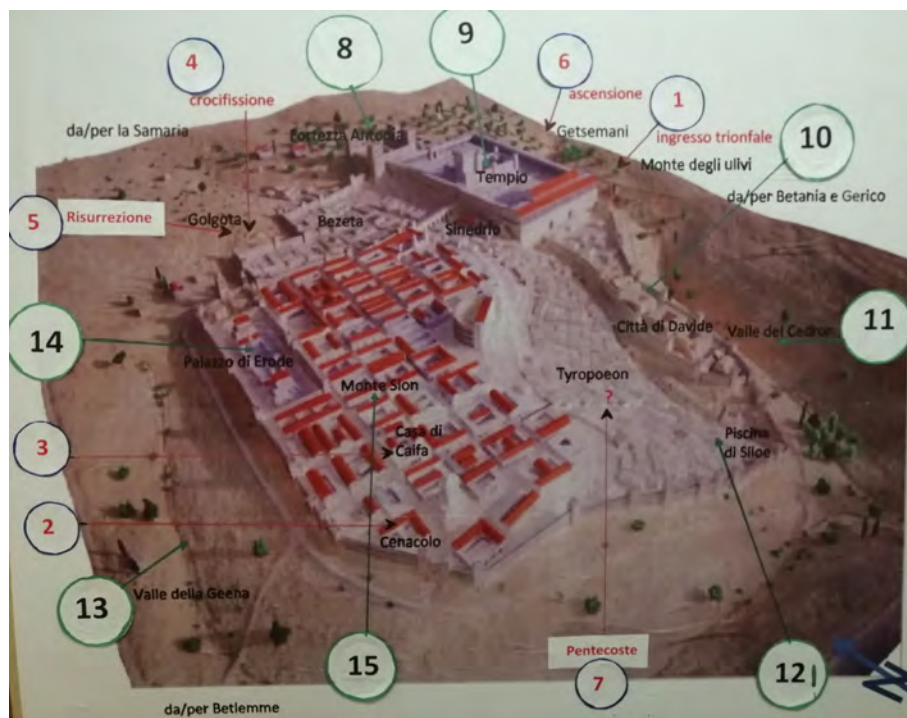 4
8
9
6
crocifissione
ascensione
1
da/per la Samaria
Fortezza Antonia
Getsemani
ingresso trionfale
10
Tempio
Monte degli ulivi
da/per Betania e Gerico
5
Risurrezione
Golgota
Bezeta
Sinedrio
14
Palazzo di Erode
Città di Davide
Valle del Cedron
11
Monte Sion
Tyropoeon
?
3
Casa di
Caifa
Piscina
di Siloe
2
Cenacolo
13
Valle della Geena
15
Pentecoste
7
12
N
da/per Betlemme